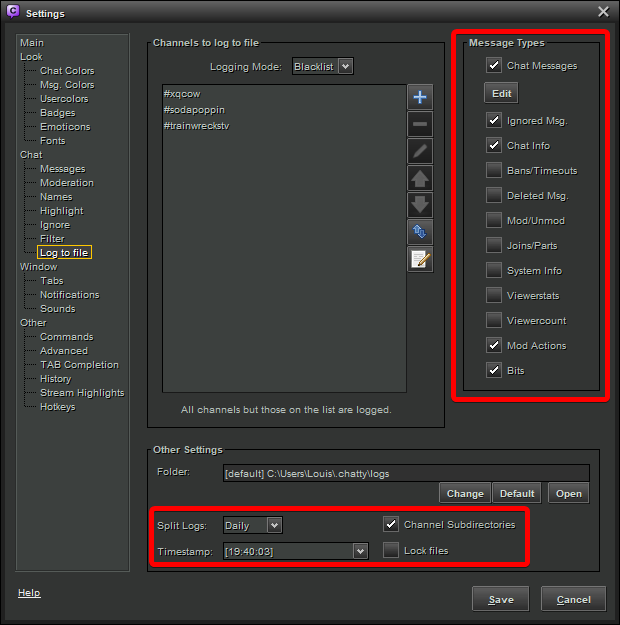 Settings
Main
Look
Chat Colors
Msg. Colors
Usercolors
Badges
Emoticons
Fonts
Chat
Messages
Moderation
Names
Highlight
Ignore
Filter
Log to file
Window
Tabs
Notifications
Sounds
Other
Commands
Advanced
TAB Completion
History
Stream Highlights
Hotkeys
Channels to log to file
Logging Mode: Blacklist
#xqcow
#sodapoppin
#trainwreckstv
All channels but those on the list are logged.
Message Types
Chat Messages
Edit
Ignored Msg.
Chat Info
Bans/Timeouts
Deleted Msg.
Mod/Unmod
Joins/Parts
System Info
Viewerstats
Viewercount
Mod Actions
Bits
Other Settings
Folder: [default] C:\Users\Louis\.chatty\logs
Change Default Open
Split Logs: Daily Channel Subdirectories
Timestamp: [19:40:03] Lock files
Help
Save Cancel